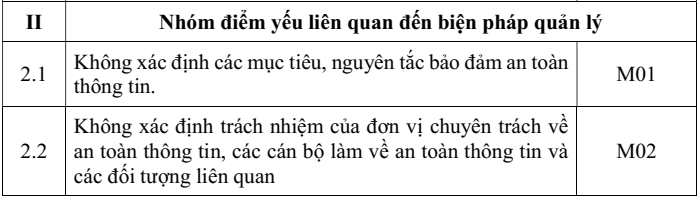 II Nhóm điểm yếu liên quan đến biện pháp quản lý
2.1 Không xác định các mục tiêu, nguyên tắc bảo đảm an toàn thông tin. M01
2.2 Không xác định trách nhiệm của đơn vị chuyên trách về an toàn thông tin, các cán bộ làm về an toàn thông tin và các đối tượng liên quan M02